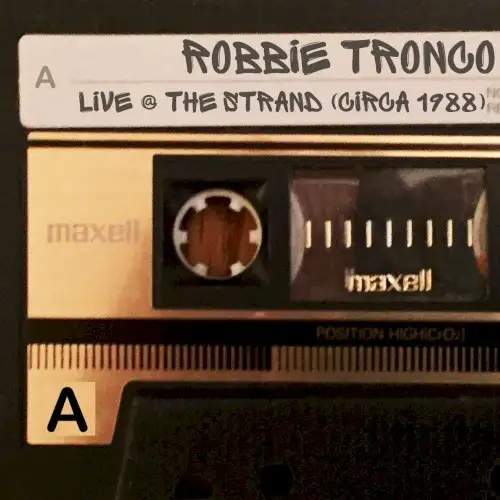 ROBBIE TRONCO
A
LIVE @ THE STRAND (CIRCA 1988)
maxell
maxell
POSITION HIGH(CrO2)
A